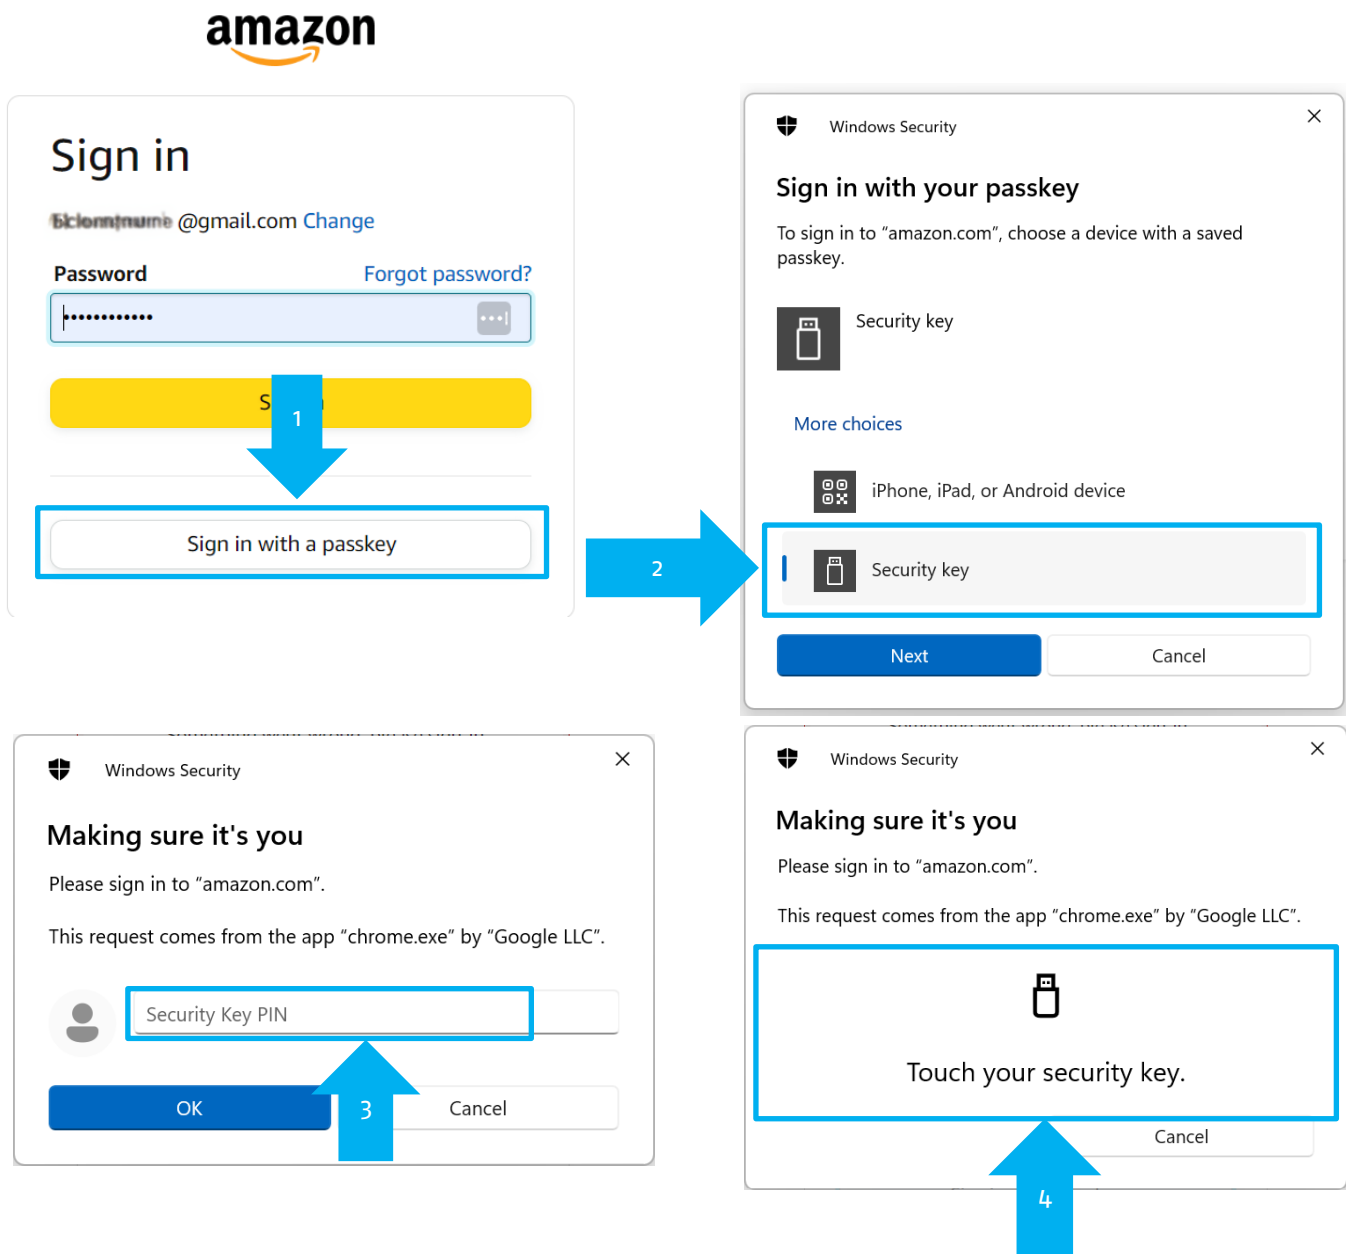 amazon
Sign in
@gmail.com Change
Password Forgot password?
1
Sign in with a passkey
2
Windows Security
Sign in with your passkey
To sign in to “amazon.com”, choose a device with a saved
passkey.
Security key
More choices
iPhone, iPad, or Android device
Security key
Next Cancel
Windows Security
Making sure it's you
Please sign in to “amazon.com”.
This request comes from the app “chrome.exe” by “Google LLC”.
Security Key PIN
OK Cancel
3
Windows Security
Making sure it's you
Please sign in to “amazon.com”.
This request comes from the app “chrome.exe” by “Google LLC”.
Touch your security key.
Cancel
4